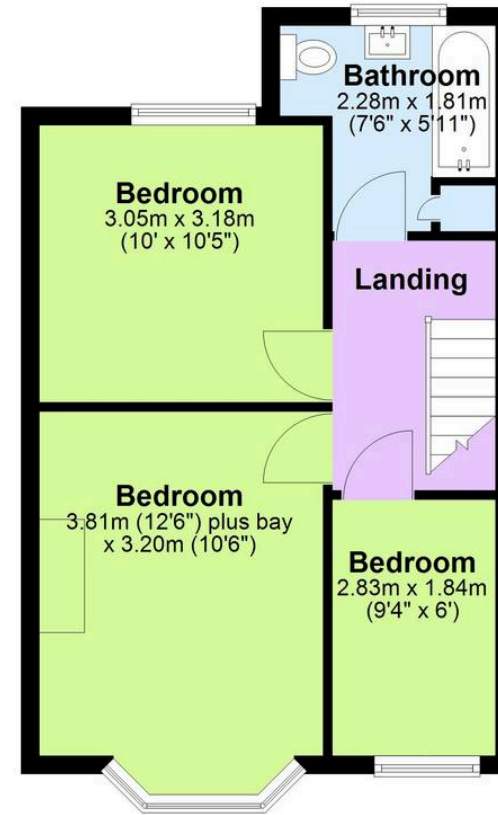 Bathroom
2.28m x 1.81m
(7'6" x 5'11")
Bedroom
3.05m x 3.18m
(10' x 10'5")
Landing
Bedroom
3.81m (12'6") plus bay
x 3.20m (10'6")
Bedroom
2.83m x 1.84m
(9'4" x 6')